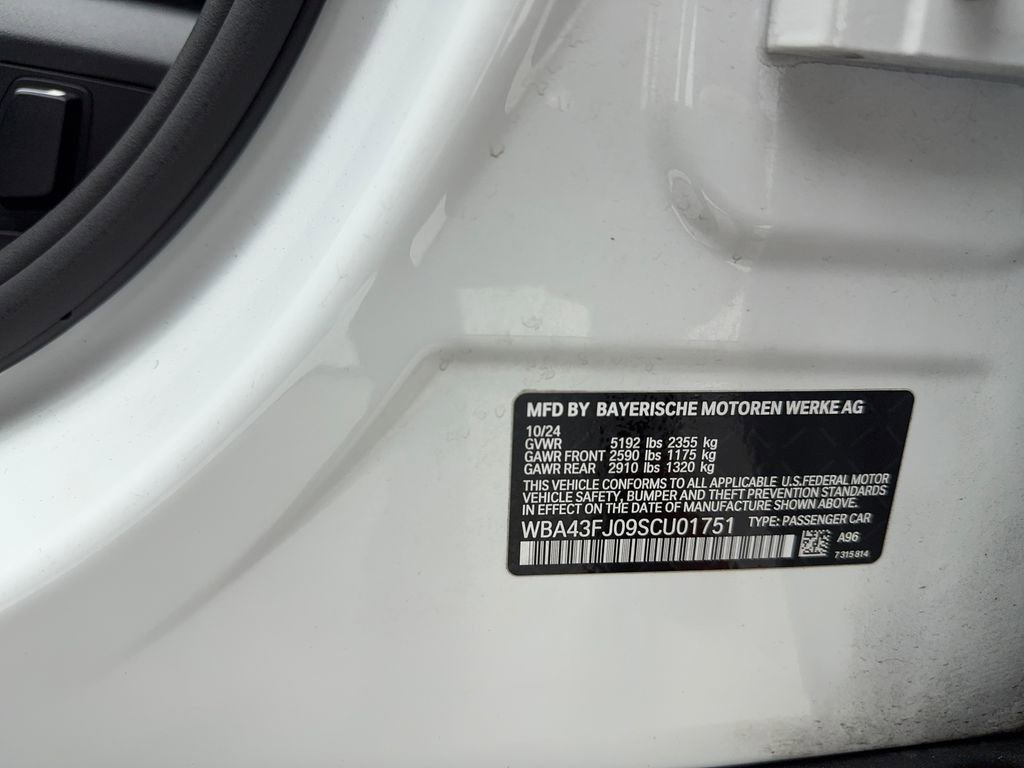 MFD BY BAYERISCHE MOTOREN WERKE AG
10/24
GVWR 5192 lbs 2355 kg
GAWR FRONT 2590 lbs 1175 kg
GAWR REAR 2910 lbs 1320 kg
THIS VEHICLE CONFORMS TO ALL APPLICABLE U.S.FEDERAL MOTOR
VEHICLE SAFETY, BUMPER AND THEFT PREVENTION STANDARDS
IN EFFECT ON THE DATE OF MANUFACTURE SHOWN ABOVE.
WBA43FJ09SCU01751 TYPE: PASSENGER CAR
A96
7315814